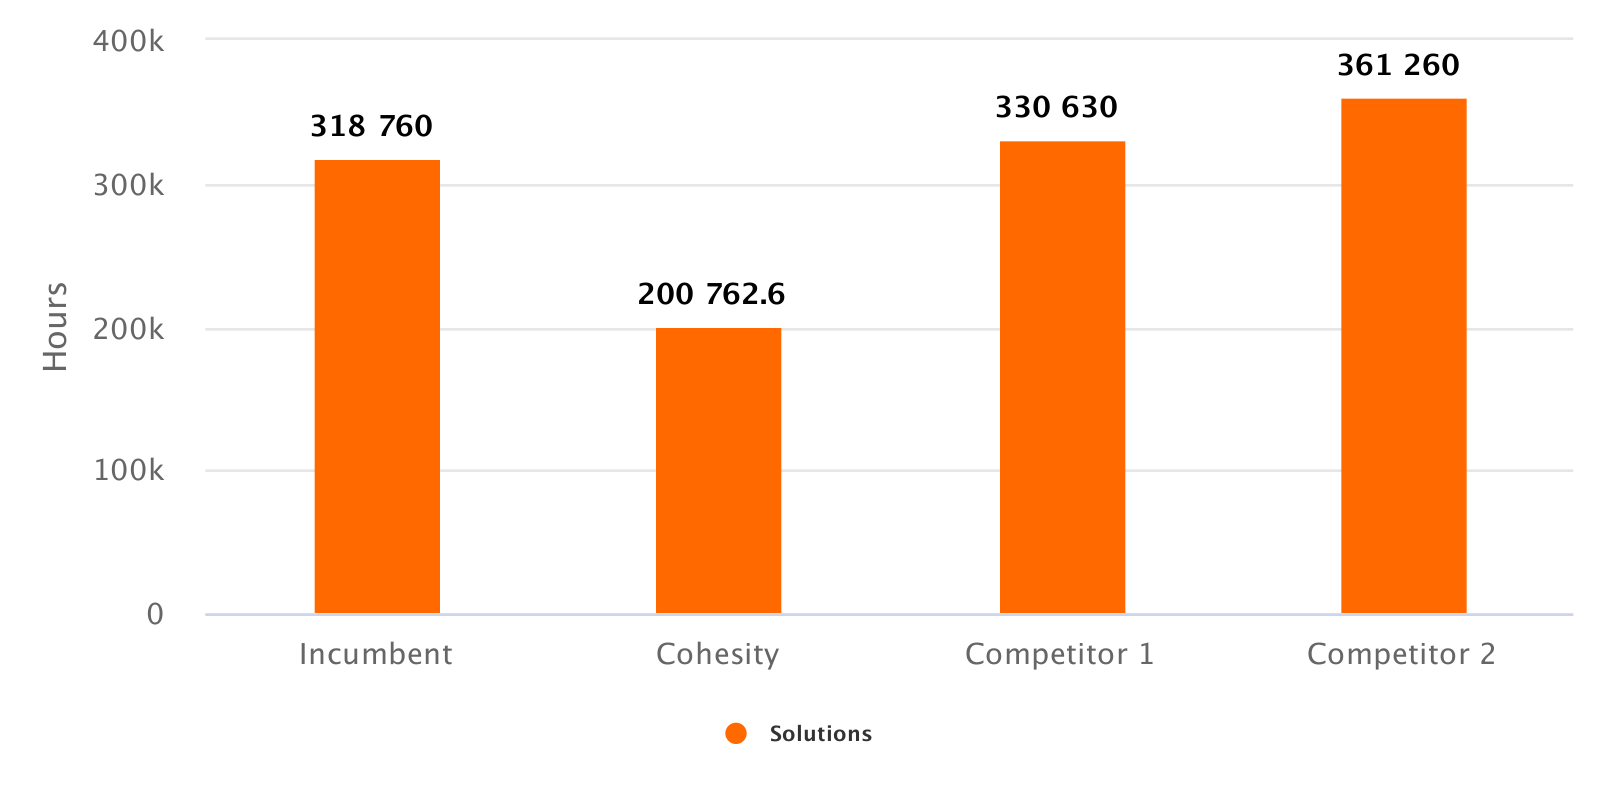 400k
361 260
330 630
318 760
300k
200 762.6
Hours
200k
100k
0
Incumbent Cohesity Competitor 1 Competitor 2
Solutions